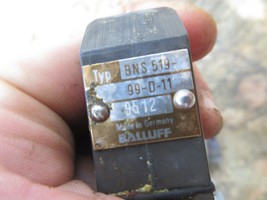 Typ BNS 519-
99-D-11
9512
Made in Germany
BALLUFF